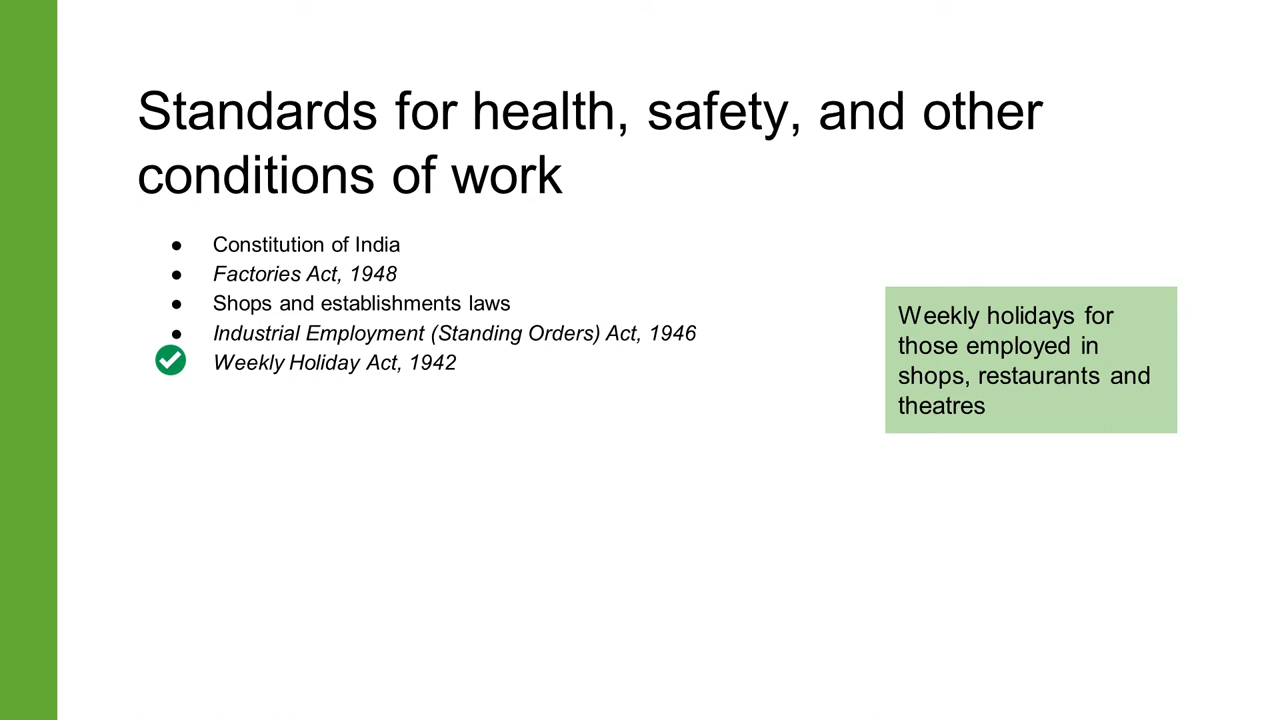 Standards for health, safety, and other
conditions of work
● Constitution of India
● Factories Act, 1948
● Shops and establishments laws
● Industrial Employment (Standing Orders) Act, 1946
Weekly Holiday Act, 1942
Weekly holidays for
those employed in
shops, restaurants and
theatres